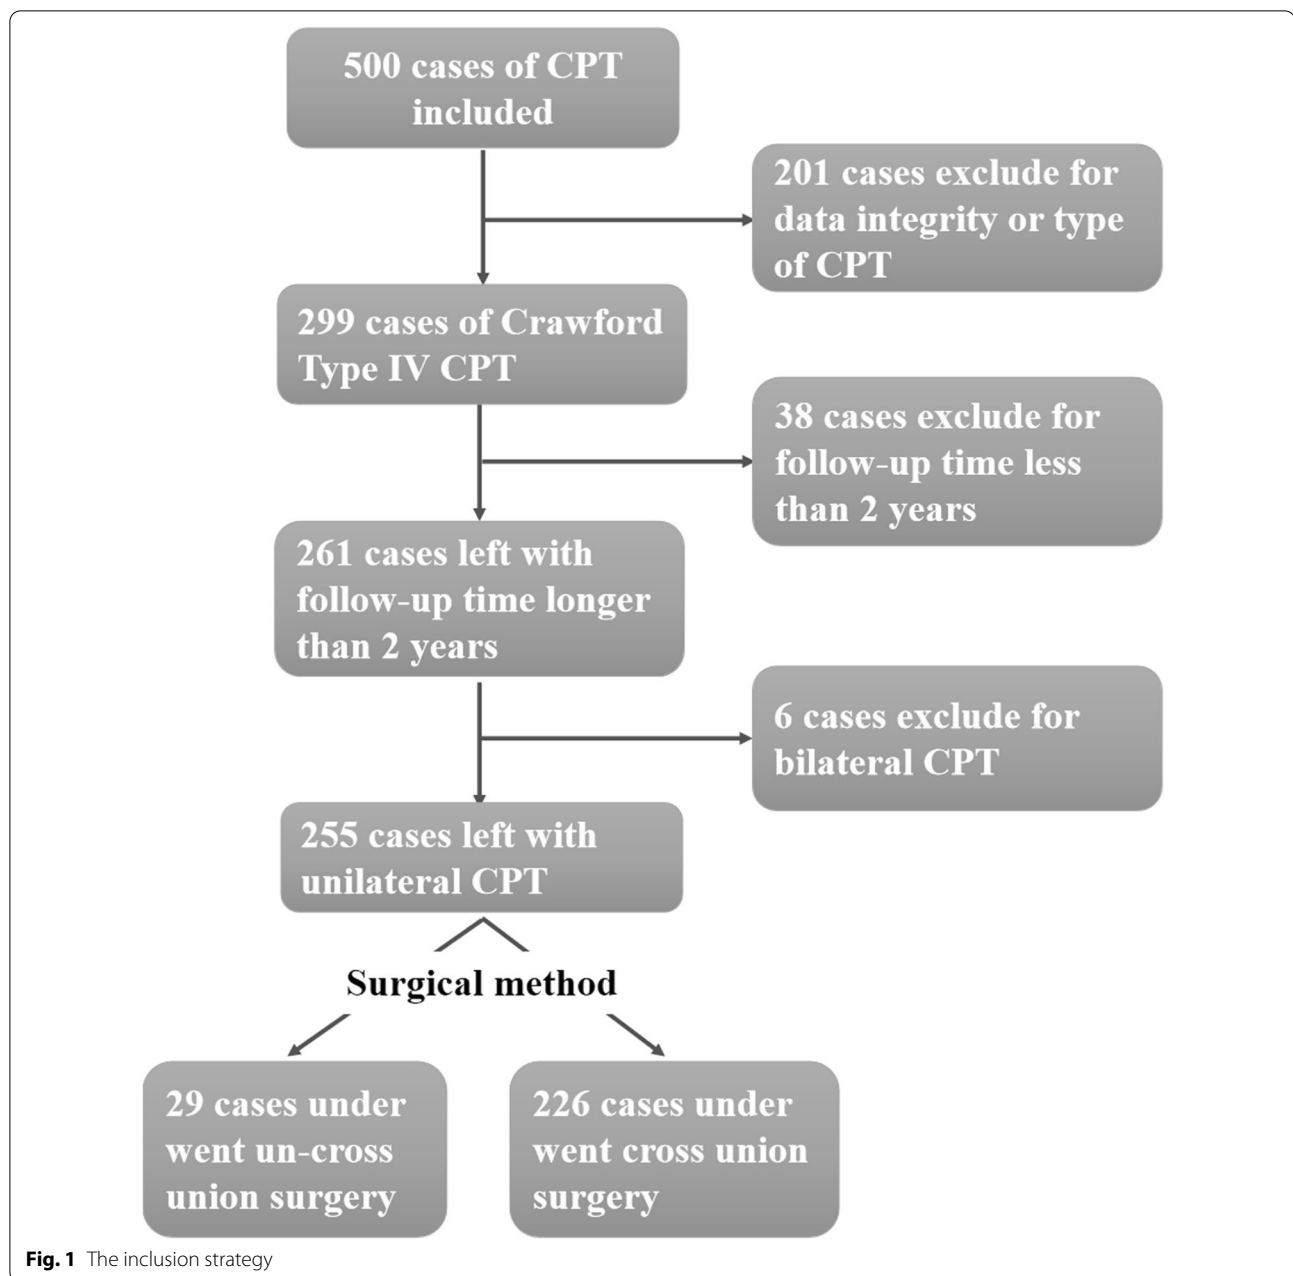 500 cases of CPT
included
201 cases exclude for
data integrity or type
of CPT
299 cases of Crawford
Type IV CPT
38 cases exclude for
follow-up time less
than 2 years
261 cases left with
follow-up time longer
than 2 years
6 cases exclude for
bilateral CPT
255 cases left with
unilateral CPT
Surgical method
29 cases under
went un-cross
union surgery
226 cases under
went cross union
surgery
Fig. 1 The inclusion strategy